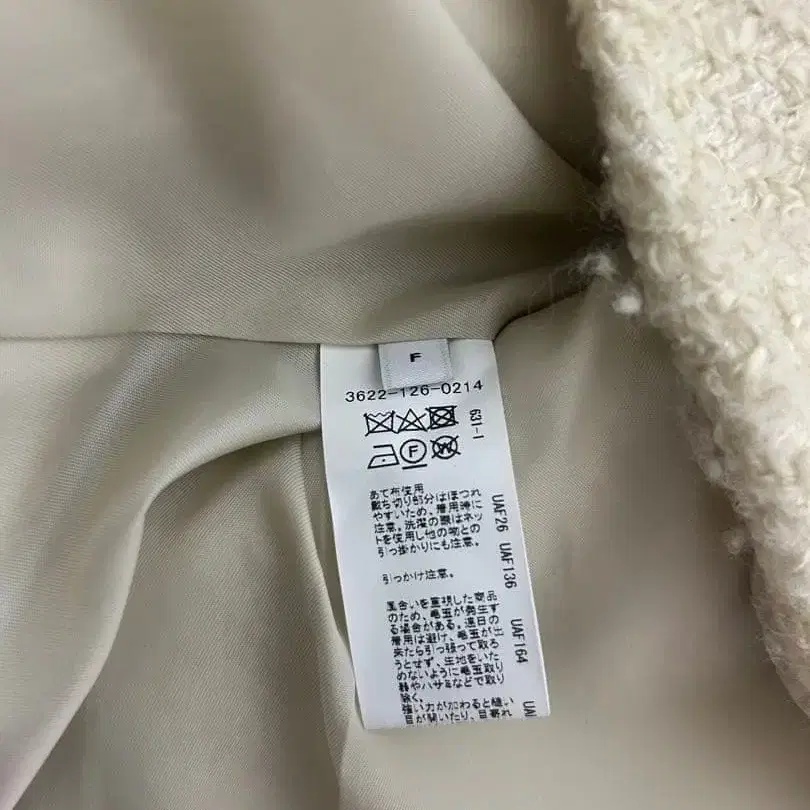 F
3622-126-0214
631-1
F
あて布使用
裁ち切り部分はほつれ
やすいため、着用時に
注意。洗濯の際はネッ
トを使用し他の物との
引っ掛かりにも注意。
引っかけ注意。
風合いを重視した商品
のため、毛玉が発生す
る場合がある。連日の
着用は避け、毛玉が出
来たら引っ張って取ろ
うとせず、生地をいた
めないように毛玉取り
器やハサミなどで取り
除く。
強い力が加わると縫い
目が開いたり、目寄れ
UAF26 UAF136 UAF164 UA